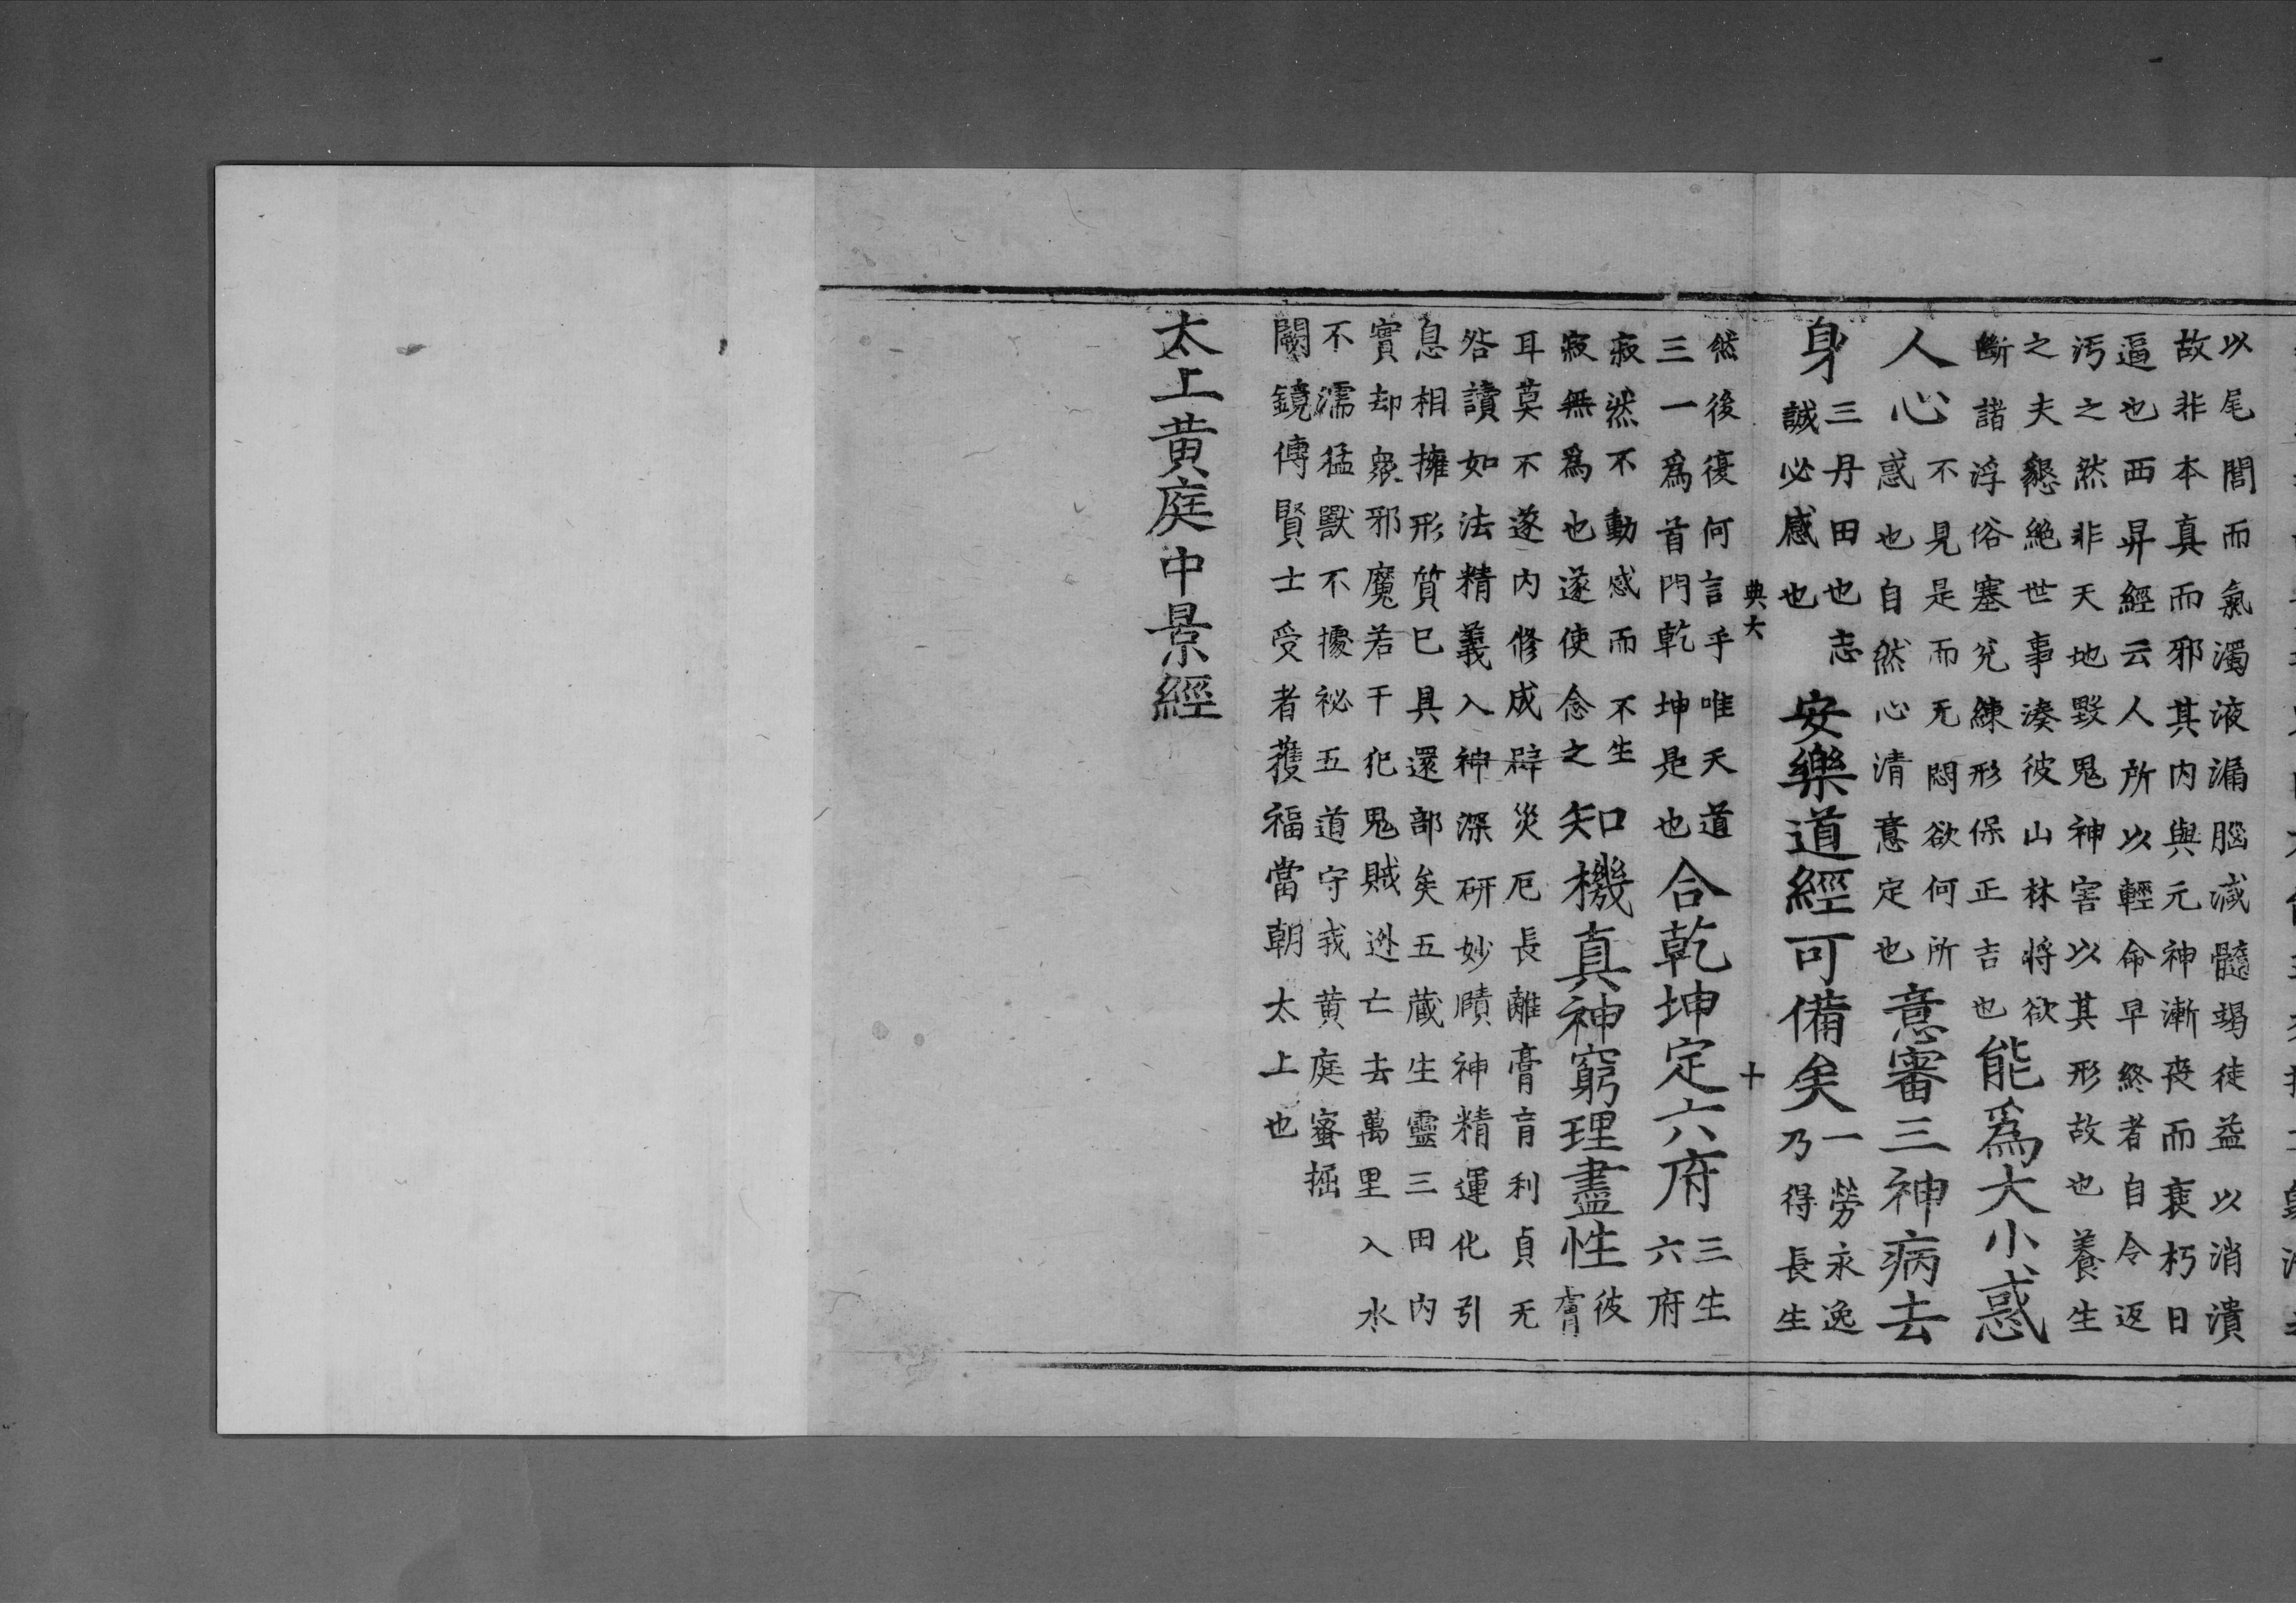 以尾閭而氣濁液漏腦減髓竭徒益以消潰
故非本真而邪其內與元神漸喪而衰朽日
逼也西昇經云人所以輕命早終者自令返
汚之然非天地毀鬼神害以其形故也養生
之夫懇絶世事湊彼山林将欲
斷諸浮俗塞兌練形保正吉也
能爲大小惑
人心
不見是而无悶欲何所
惑也自然心清意定也
意審三神病去
身
三丹田也志
誠必感也
安樂道經可備矣
一勞永逸
乃得長生
典大
十
然後復何言乎唯天道
三一爲首門乾坤是也
合乾坤定六府
三生
六府
寂然不動感而不生
寂無爲也遂使念之
知機真神窮理盡性
彼
耳莫不遂內修成辟災厄長離膏肓利貞无
咎讀如法精義入神深研妙賾神精運化引
息相擁形質已具還部矣五藏生靈三田內
實却衆邪魔若干犯鬼賊迯亡去萬里入水
不濡猛獸不擾祕五道守我黄庭蜜掘
闕鏡傳賢士受者獲福當朝太上也
太上黄庭中景經